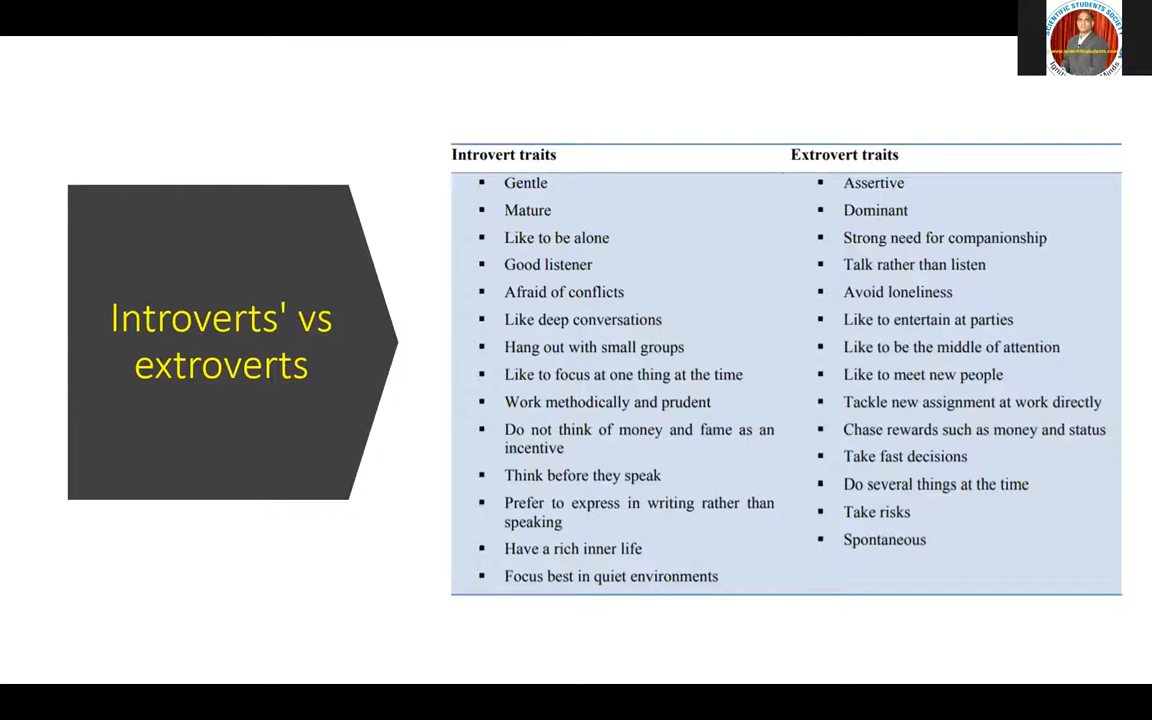 SCIENTIFIC STUDENTS SOCIETY
www.scientificstudents.com
Introverts' vs
extroverts
Introvert traits
Extrovert traits
▪ Gentle
▪ Mature
▪ Like to be alone
▪ Good listener
▪ Afraid of conflicts
▪ Like deep conversations
▪ Hang out with small groups
▪ Like to focus at one thing at the time
▪ Work methodically and prudent
▪ Do not think of money and fame as an
incentive
▪ Think before they speak
▪ Prefer to express in writing rather than
speaking
▪ Have a rich inner life
▪ Focus best in quiet environments
▪ Assertive
▪ Dominant
▪ Strong need for companionship
▪ Talk rather than listen
▪ Avoid loneliness
▪ Like to entertain at parties
▪ Like to be the middle of attention
▪ Like to meet new people
▪ Tackle new assignment at work directly
▪ Chase rewards such as money and status
▪ Take fast decisions
▪ Do several things at the time
▪ Take risks
▪ Spontaneous